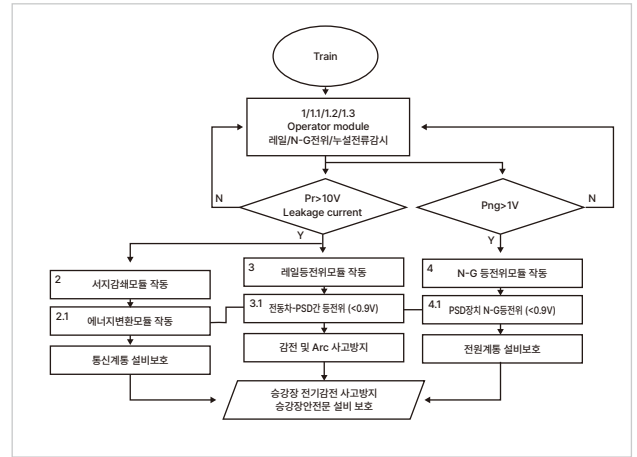 Train
1/1.1/1.2/1.3
Operator module
레일/N-G전위/누설전류감시
N
Pr>10V
Leakage current
Png>1V
N
Y
Y
2
서지감쇄모듈 작동
3
레일등전위모듈 작동
4
N-G 등전위모듈 작동
2.1
에너지변환모듈 작동
3.1
전동차-PSD간 등전위 (<0.9V)
4.1
PSD장치 N-G등전위 (<0.9V)
통신계통 설비보호
감전 및 Arc 사고방지
전원계통 설비보호
승강장 전기감전 사고방지
승강장안전문 설비 보호